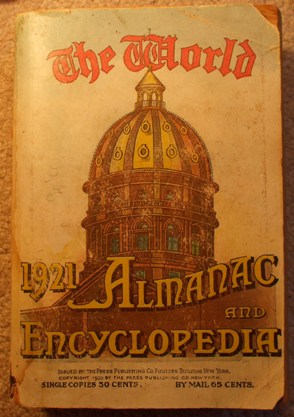 The World
1921 ALMANAC
AND
ENCYCLOPEDIA
ISSUED BY THE PRESS PUBLISHING CO. PULITZER BUILDING NEW YORK.
COPYRIGHT 1920 BY THE PRESS PUBLISHING CO. NEW YORK.
SINGLE COPIES 50 CENTS. BY MAIL 65 CENTS.